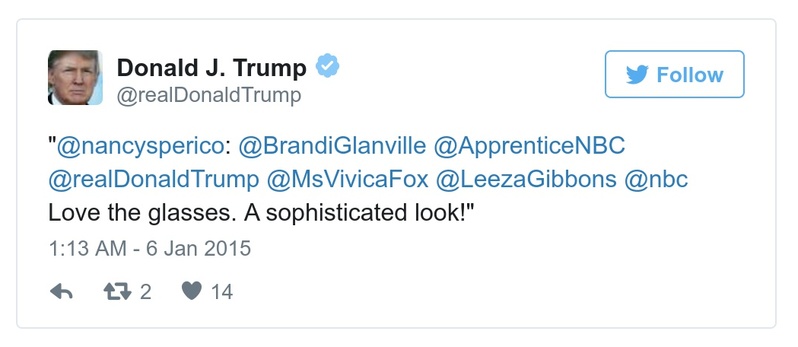 Donald J. Trump
@realDonaldTrump
Follow
"@nancysperico: @BrandiGlanville @ApprenticeNBC
@realDonaldTrump @MsVivicaFox @LeezaGibbons @nbc
Love the glasses. A sophisticated look!"
1:13 AM - 6 Jan 2015
2
14